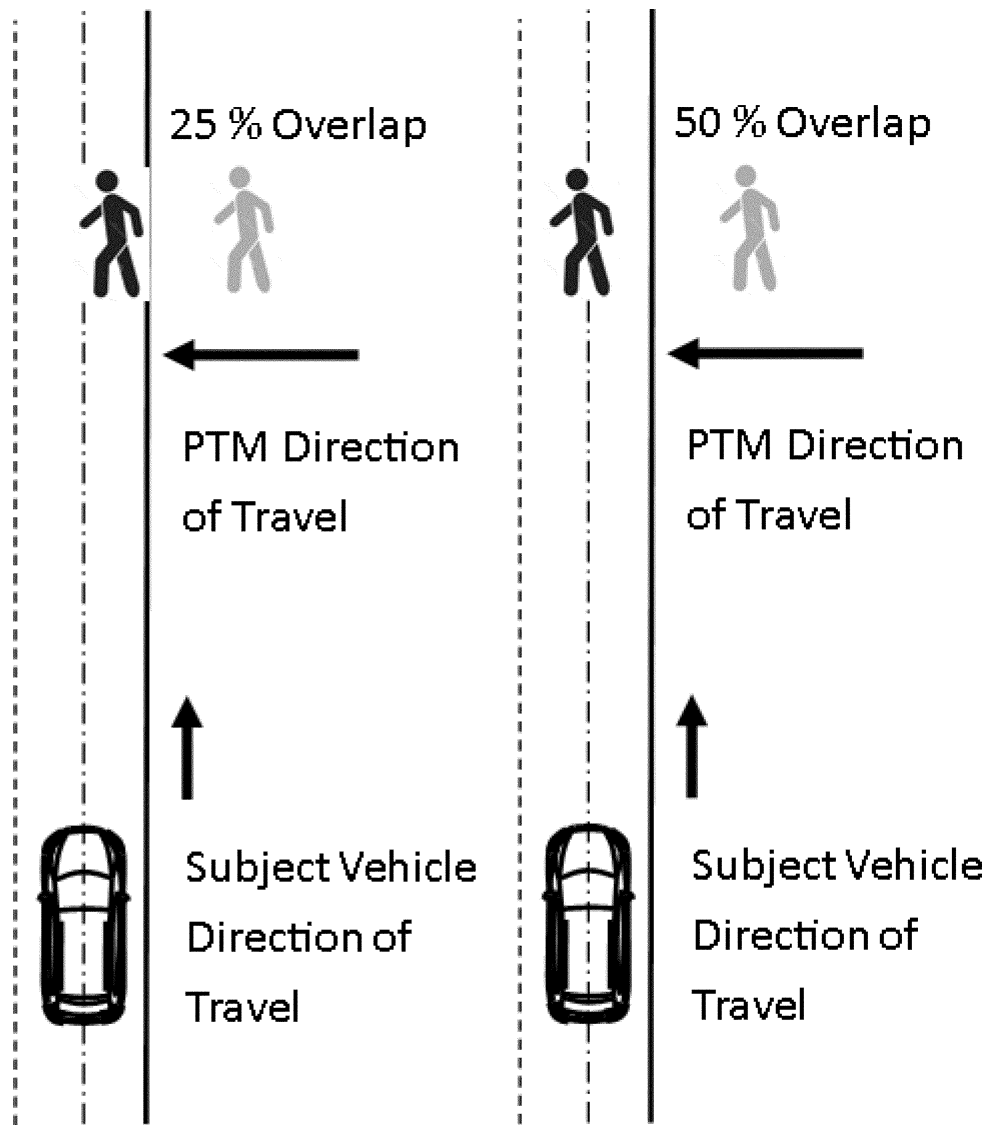 25 % Overlap
PTM Direction
of Travel
Subject Vehicle
Direction of
Travel
50 % Overlap
PTM Direction
of Travel
Subject Vehicle
Direction of
Travel